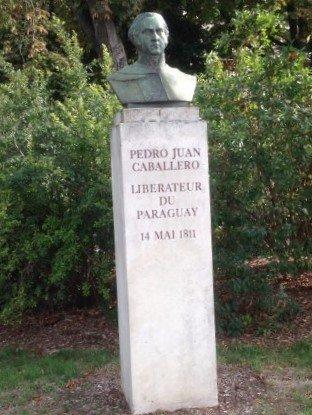 PEDRO JUAN
CABALLERO
LIBERATEUR
DU
PARAGUAY
14 MAI 1811